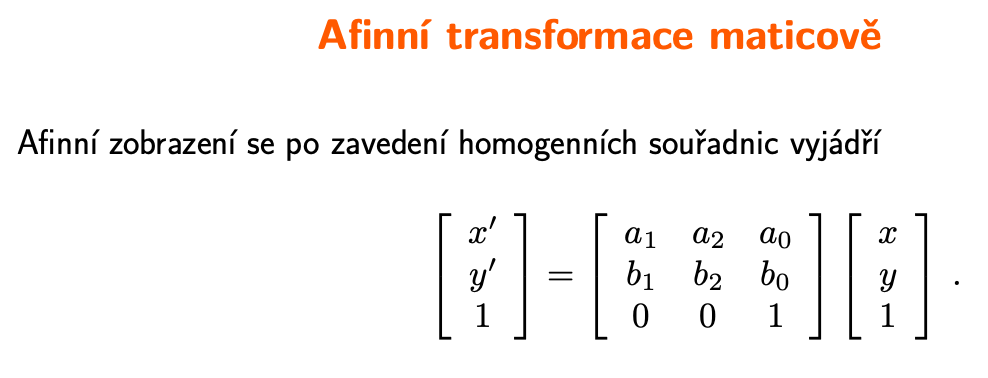 Afinní transformace maticově
Afinní zobrazení se po zavedení homogenních souřadnic vyjádří
[ x′ ] [ a₁ a₂ a₀ ] [ x ]
[ y′ ] = [ b₁ b₂ b₀ ] [ y ] .
[ 1 ] [ 0 0 1 ] [ 1 ]